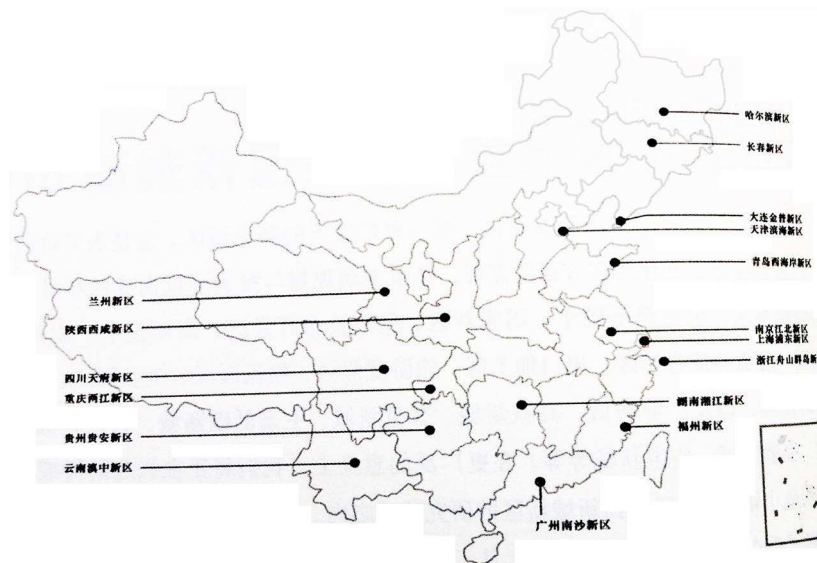 哈尔滨新区
长春新区
大连金普新区
天津滨海新区
青岛西海岸新区
兰州新区
陕西西咸新区
南京江北新区
上海浦东新区
浙江舟山群岛新
四川天府新区
重庆两江新区
湖南湘江新区
贵州贵安新区
福州新区
云南滇中新区
广州南沙新区